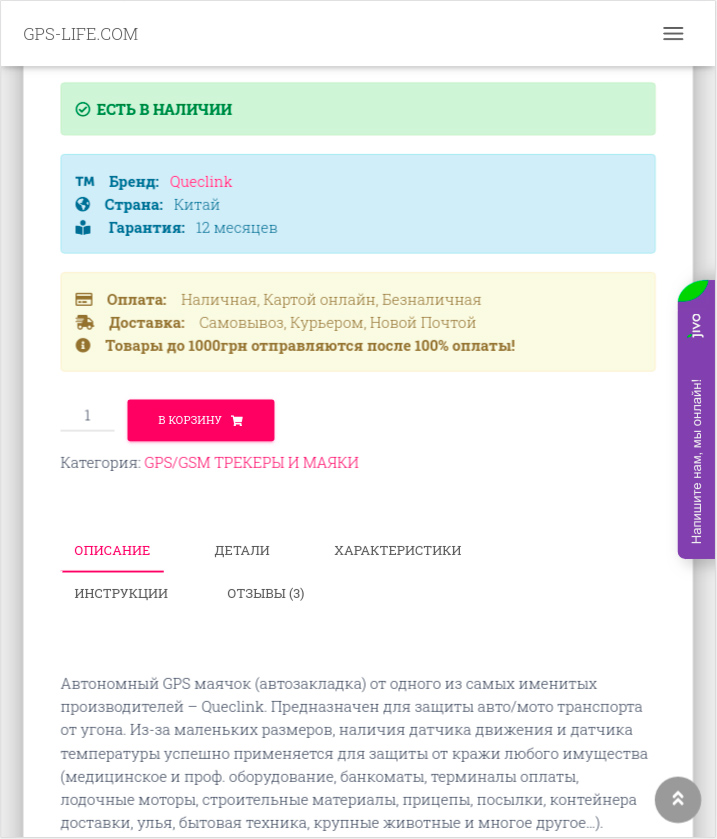 GPS-LIFE.COM
ЕСТЬ В НАЛИЧИИ
TM Бренд: Queclink
Страна: Китай
Гарантия: 12 месяцев
Оплата: Наличная, Картой онлайн, Безналичная
Доставка: Самовывоз, Курьером, Новой Почтой
Товары до 1000грн отправляются после 100% оплаты!
1 В КОРЗИНУ
Категория: GPS/GSM ТРЕКЕРЫ И МАЯКИ
ОПИСАНИЕ ДЕТАЛИ ХАРАКТЕРИСТИКИ
ИНСТРУКЦИИ ОТЗЫВЫ (3)
Автономный GPS маячок (автозакладка) от одного из самых именитых
производителей – Queclink. Предназначен для защиты авто/мото транспорта
от угона. Из-за маленьких размеров, наличия датчика движения и датчика
температуры успешно применяется для защиты от кражи любого имущества
(медицинское и проф. оборудование, банкоматы, терминалы оплаты,
лодочные моторы, строительные материалы, прицепы, посылки, контейнера
доставки, улья, бытовая техника, крупные животные и многое другое...).
Напишите нам, мы онлайн!
jivo